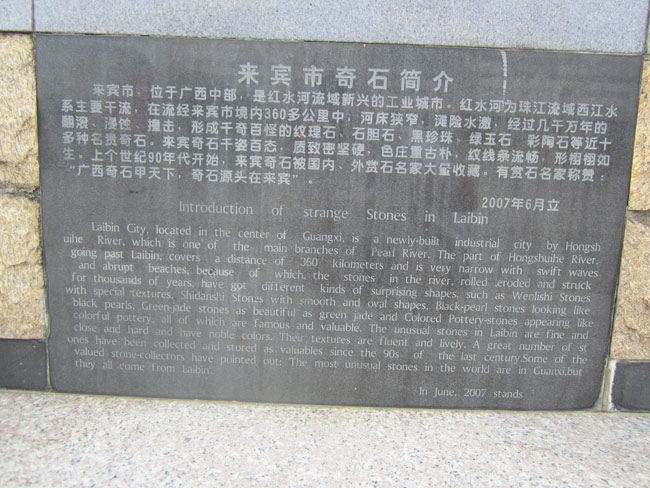 来宾市奇石简介
来宾市，位于广西中部，是红水河流域新兴的工业城市。红水河为珠江流域西江水
系主要干流，在流经来宾市境内360多公里中，河床狭窄，滩险水激，经过几千万年的
翻滚、浸蚀、撞击，形成千奇百怪的纹理石、石胆石、黑珍珠、绿玉石、彩陶石等近十
多种名贵奇石。来宾奇石千姿百态，质致密坚硬，色庄重古朴，纹线条流畅，形栩栩如
生。上个世纪90年代开始，来宾奇石被国内、外赏石名家大量收藏。有赏石名家称赞：
“广西奇石甲天下，奇石源头在来宾”。
2007年6月立
Introduction of strange Stones in Laibin
Laibin City, located in the center of Guangxi, is a newly-built industrial city by Hongsh
uihe River, which is one of the main branches of Pearl River. The part of Hongshuihe River,
going past Laibin, covers a distance of 360 kilometers and is very narrow with swift waves
and abrupt beaches, because of which, the stones in the river, rolled ,eroded and struck
for thousands of years, have got different kinds of surprising shapes, such as Wenlishi Stones
with special textures, Shidanshi Stones with smooth and oval shapes, Black-pearl stones looking like
black pearls, Green-jade stones as beautiful as green jade and Colored Pottery-stones appearing like
colorful pottery, all of which are famous and valuable. The unusual stones in Laibin are fine and
close and hard and have noble colors. Their textures are fluent and lively. A great number of st
ones have been collected and stored as valuables since the 90s of the last century.Some of the
valued stone-collectors have pointed out: 'The most unusual stones in the world are in Guanxi,but
they all come from Laibin'.
In June, 2007 stands